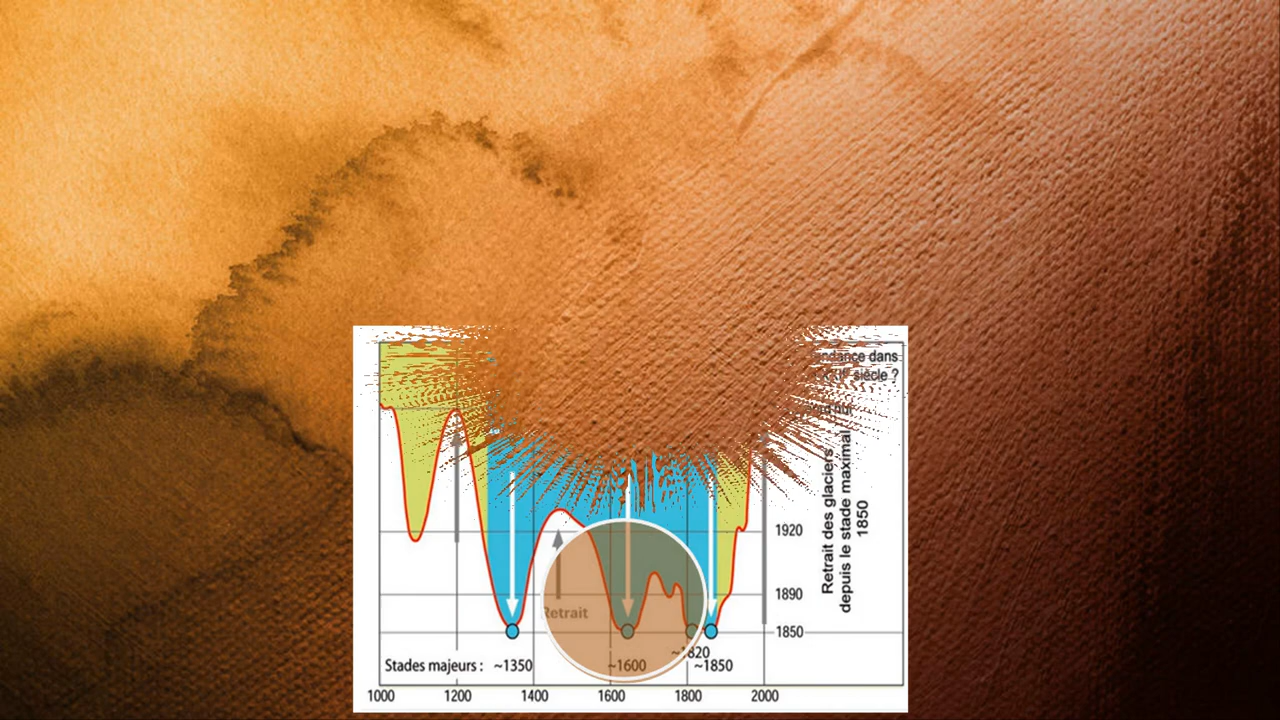 dance dans
siècle ?
1920
1890
1850
Retrait des glaciers
depuis le stade maximal
1850
Retrait
Stades majeurs : ~1350 ~1600 ~1820 ~1850
1000 1200 1400 1600 1800 2000